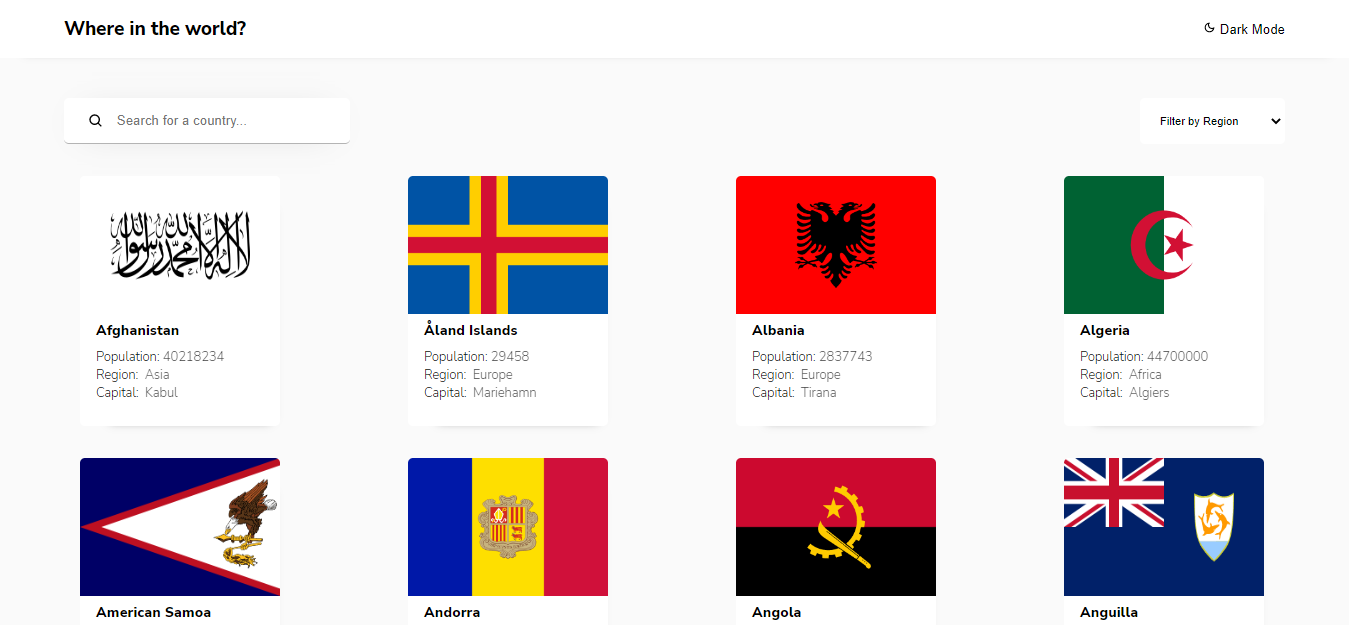 Where in the world?
Dark Mode
Search for a country...
Filter by Region
لا إله إلا الله محمد رسول الله
Afghanistan
Population: 40218234
Region: Asia
Capital: Kabul
Åland Islands
Population: 29458
Region: Europe
Capital: Mariehamn
Albania
Population: 2837743
Region: Europe
Capital: Tirana
Algeria
Population: 44700000
Region: Africa
Capital: Algiers
American Samoa
Andorra
Angola
Anguilla